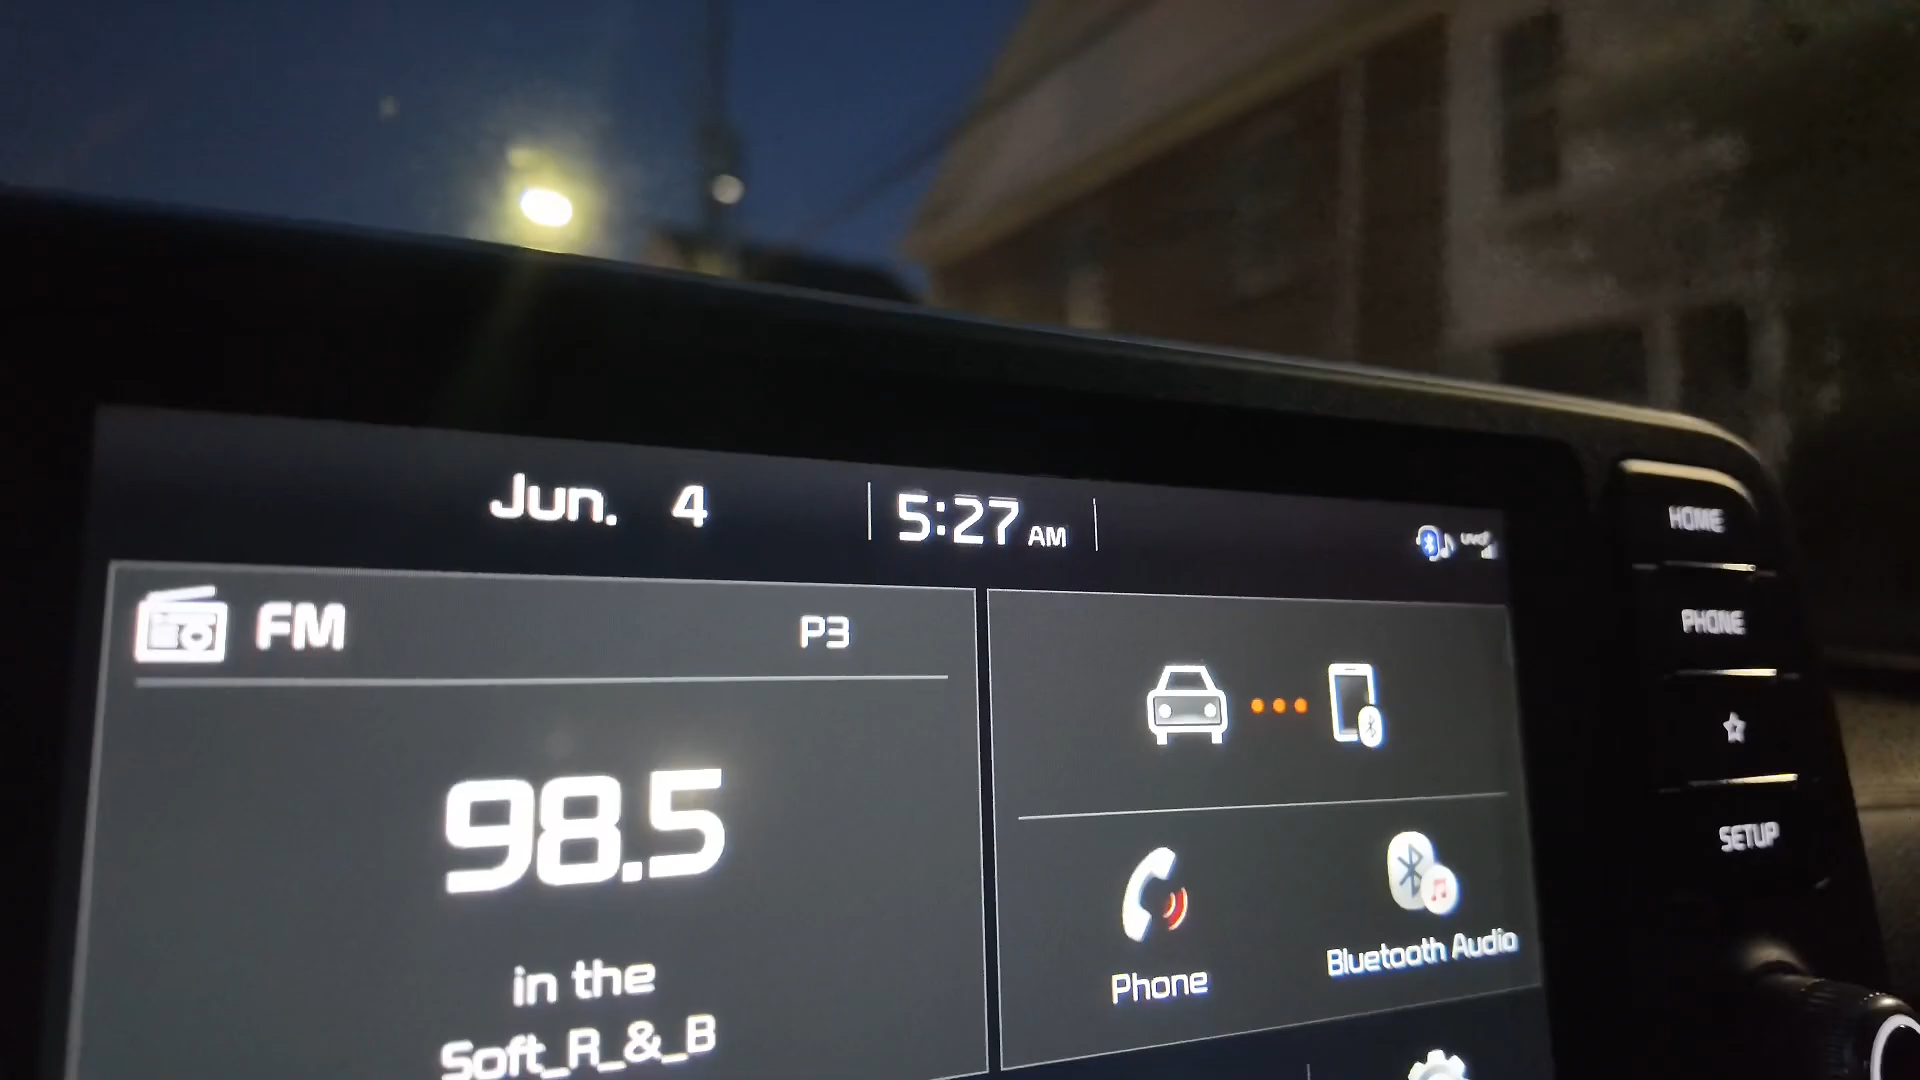 Jun. 4 5:27 AM
UVO
FM P3
98.5
in the
Soft_R_&_B
Phone
Bluetooth Audio
HOME
PHONE
SETUP